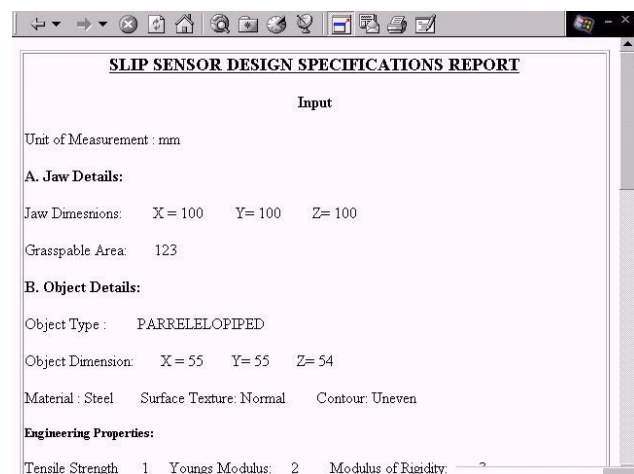 SLIP SENSOR DESIGN SPECIFICATIONS REPORT
Input
Unit of Measurement : mm
A. Jaw Details:
Jaw Dimesnions: X = 100 Y= 100 Z= 100
Grasspable Area: 123
B. Object Details:
Object Type : PARRELELOPIPED
Object Dimension: X = 55 Y= 55 Z= 54
Material : Steel Surface Texture: Normal Contour: Uneven
Engineering Properties:
Tensile Strength 1 Youngs Modulus: 2 Modulus of Rigidity: